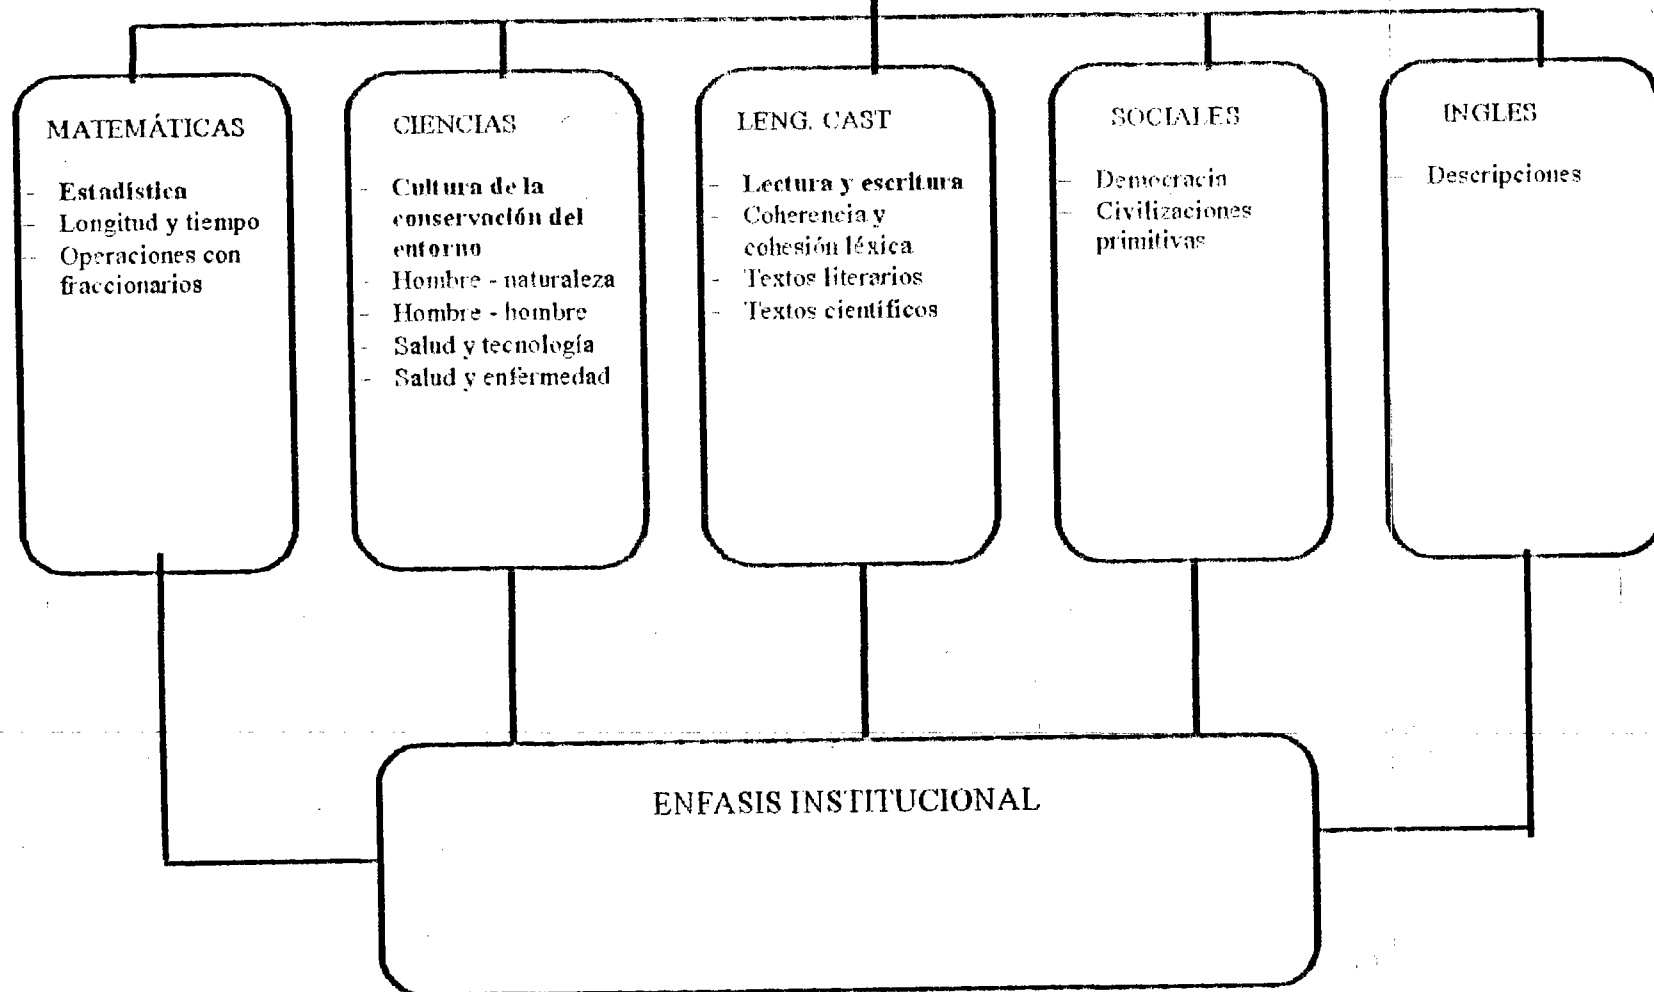 MATEMÁTICAS
- Estadística
- Longitud y tiempo
- Operaciones con
fraccionarios
CIENCIAS
- Cultura de la
conservación del
entorno
- Hombre - naturaleza
- Hombre - hombre
- Salud y tecnología
- Salud y enfermedad
LENG. CAST
- Lectura y escritura
- Coherencia y
cohesión léxica
- Textos literarios
- Textos científicos
SOCIALES
- Democracia
- Civilizaciones
primitivas
INGLES
- Descripciones
ENFASIS INSTITUCIONAL